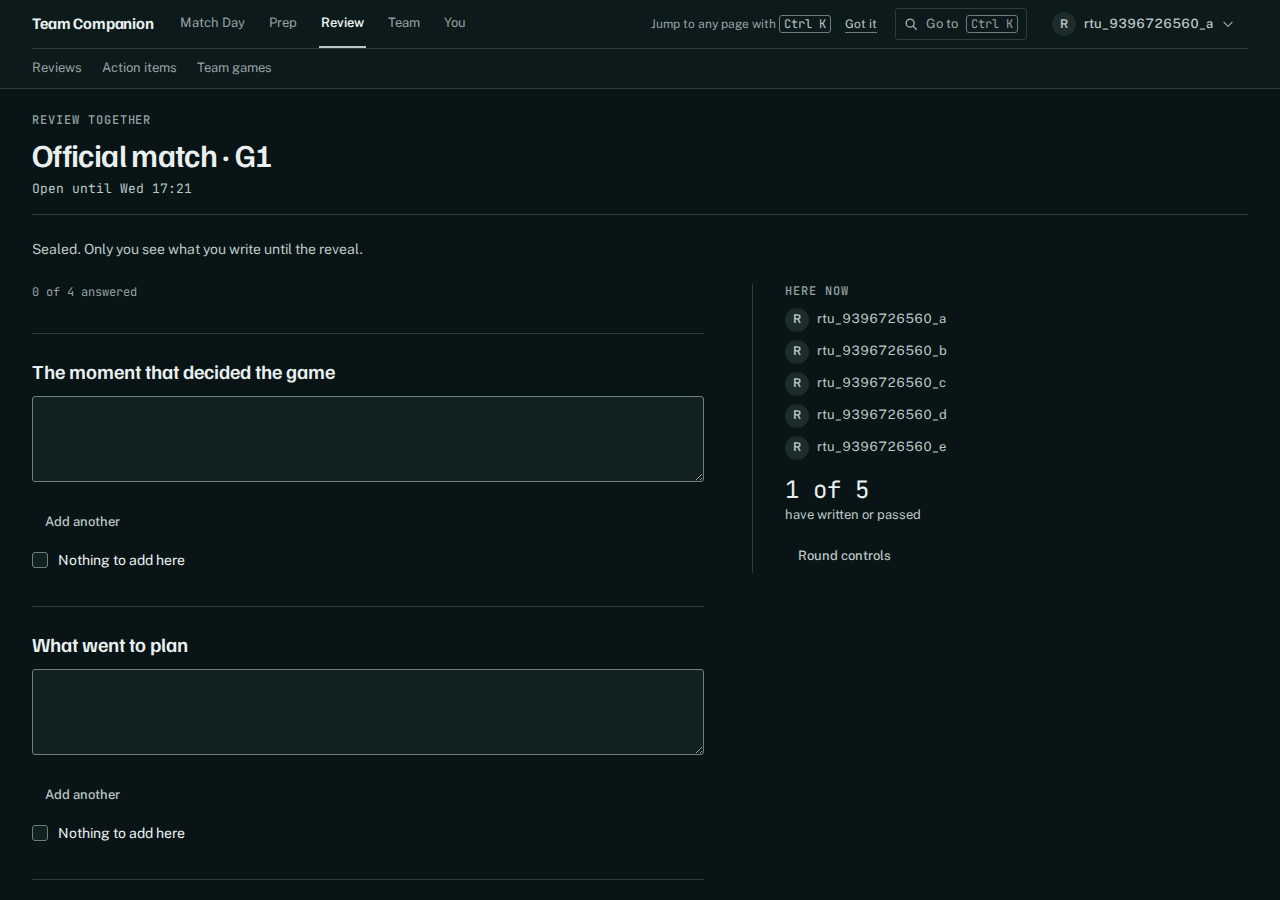 Team Companion Match Day Prep Review Team You Jump to any page with Ctrl K Got it Go to Ctrl K R rtu_9396726560_a
Reviews Action items Team games
REVIEW TOGETHER
Official match · G1
Open until Wed 17:21
Sealed. Only you see what you write until the reveal.
0 of 4 answered
The moment that decided the game
Add another
Nothing to add here
What went to plan
Add another
Nothing to add here
HERE NOW
R rtu_9396726560_a
R rtu_9396726560_b
R rtu_9396726560_c
R rtu_9396726560_d
R rtu_9396726560_e
1 of 5
have written or passed
Round controls